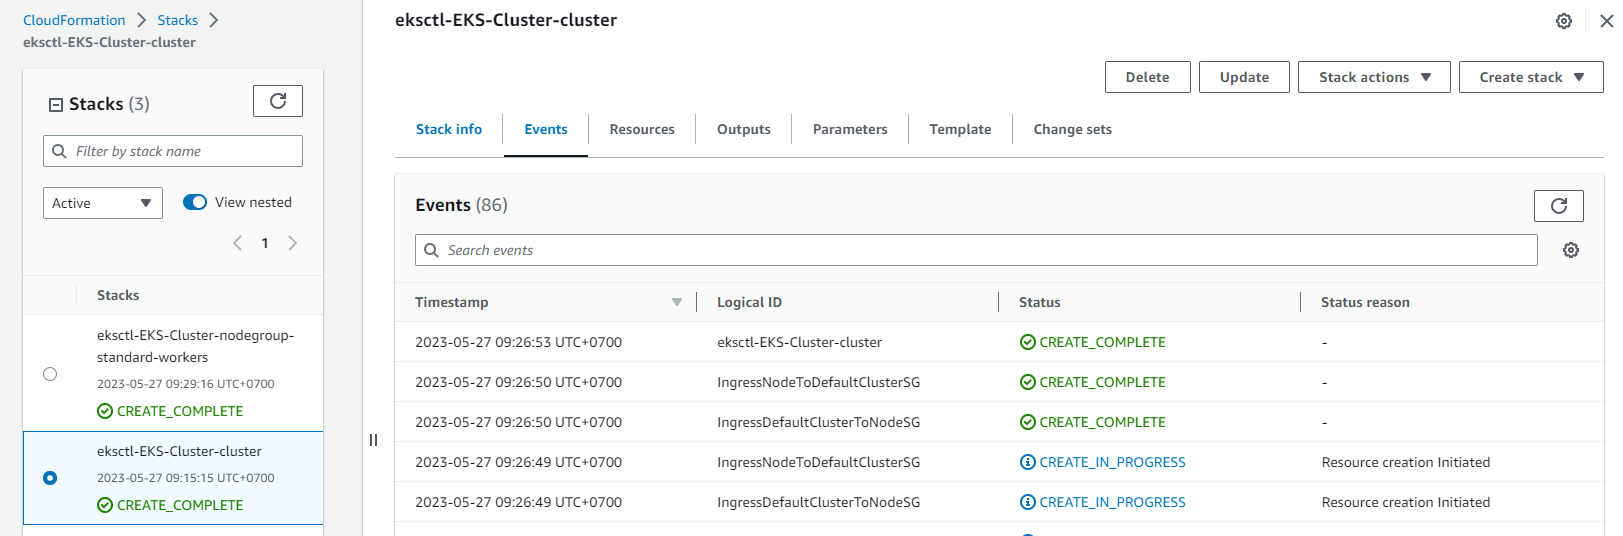 CloudFormation > Stacks >
eksctl-EKS-Cluster-cluster
Stacks (3)
Filter by stack name
Active
View nested
1
Stacks
eksctl-EKS-Cluster-nodegroup-
standard-workers
2023-05-27 09:29:16 UTC+0700
CREATE_COMPLETE
eksctl-EKS-Cluster-cluster
2023-05-27 09:15:15 UTC+0700
CREATE_COMPLETE
eksctl-EKS-Cluster-cluster
Delete Update Stack actions Create stack
Stack info Events Resources Outputs Parameters Template Change sets
Events (86)
Search events
Timestamp Logical ID Status Status reason
2023-05-27 09:26:53 UTC+0700 eksctl-EKS-Cluster-cluster CREATE_COMPLETE -
2023-05-27 09:26:50 UTC+0700 IngressNodeToDefaultClusterSG CREATE_COMPLETE -
2023-05-27 09:26:50 UTC+0700 IngressDefaultClusterToNodeSG CREATE_COMPLETE -
2023-05-27 09:26:49 UTC+0700 IngressNodeToDefaultClusterSG CREATE_IN_PROGRESS Resource creation Initiated
2023-05-27 09:26:49 UTC+0700 IngressDefaultClusterToNodeSG CREATE_IN_PROGRESS Resource creation Initiated